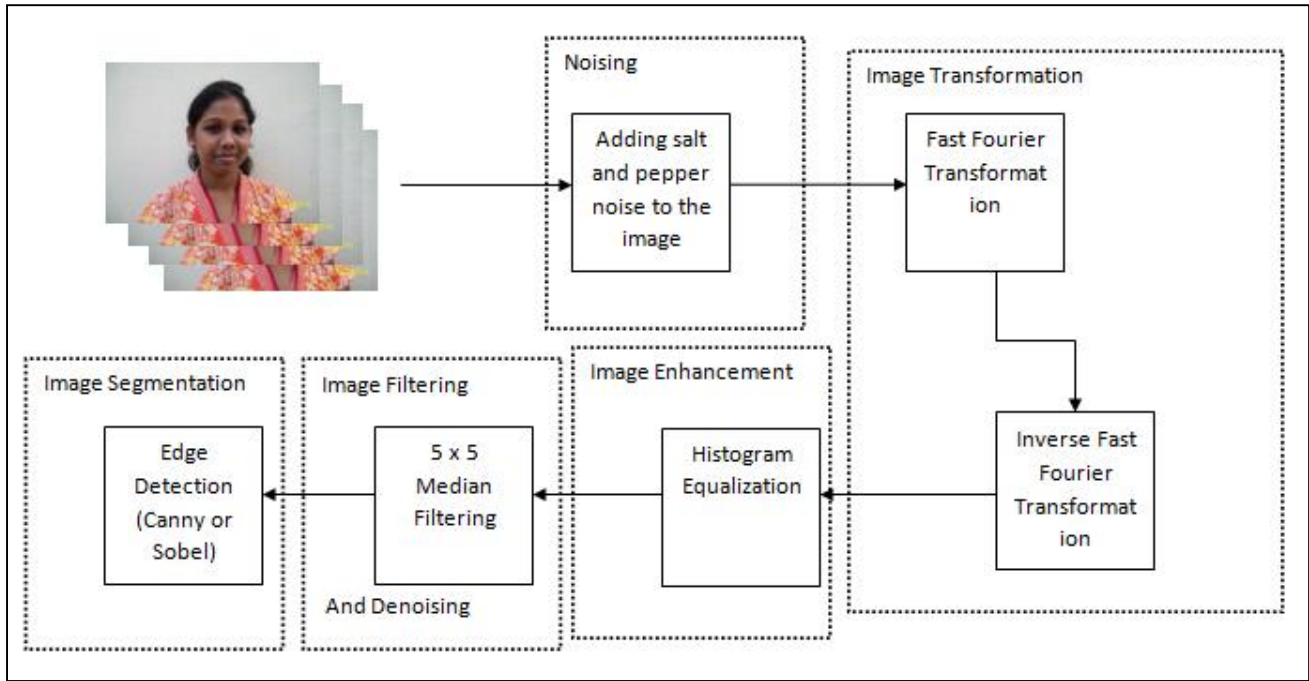 Noising
Adding salt
and pepper
noise to the
image
Image Transformation
Fast Fourier
Transformat
ion
Inverse Fast
Fourier
Transformat
ion
Image Enhancement
Histogram
Equalization
Image Filtering
5 x 5
Median
Filtering
And Denoising
Image Segmentation
Edge
Detection
(Canny or
Sobel)